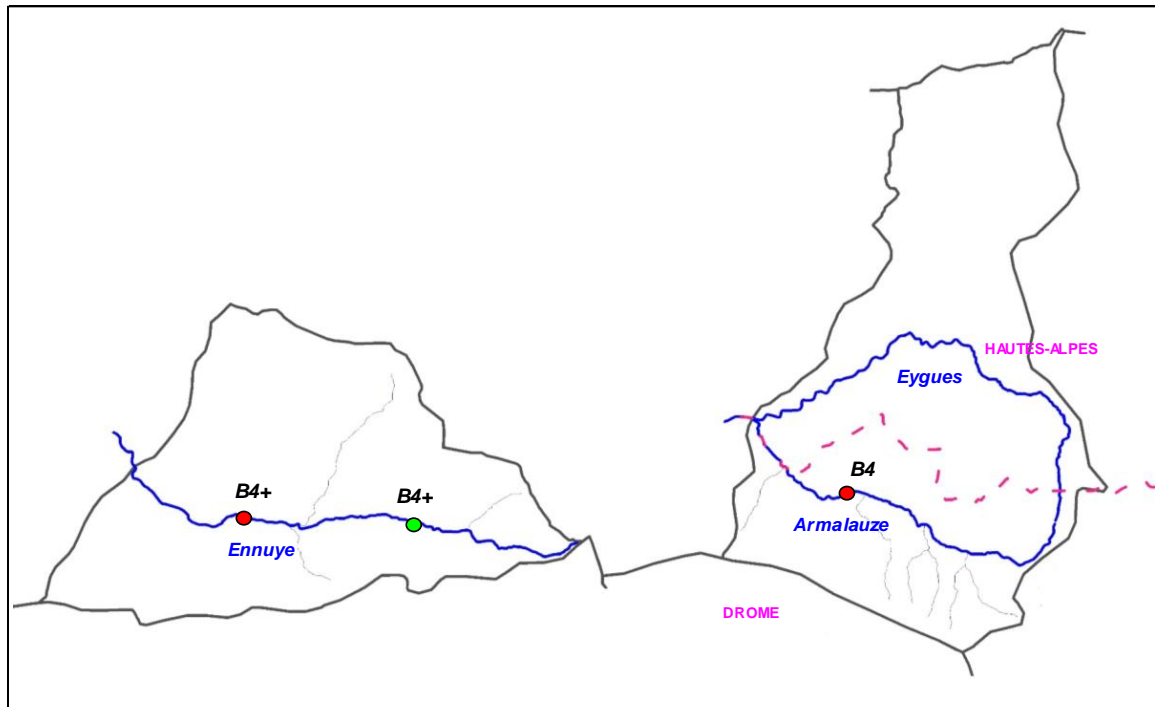 HAUTES-ALPES
Eygues
B4
B4+
B4+
Armalauze
Ennuye
DROME